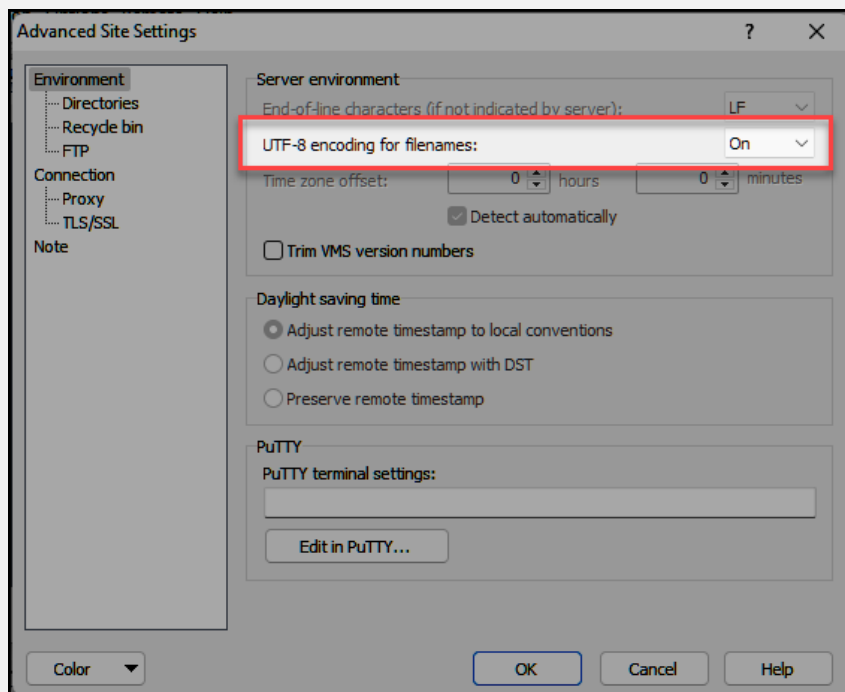 Advanced Site Settings ? ✕
Environment
Directories
Recycle bin
FTP
Connection
Proxy
TLS/SSL
Note
Server environment
End-of-line characters (if not indicated by server): LF
UTF-8 encoding for filenames: On
Time zone offset: 0 hours 0 minutes
Detect automatically
Trim VMS version numbers
Daylight saving time
Adjust remote timestamp to local conventions
Adjust remote timestamp with DST
Preserve remote timestamp
PuTTY
PuTTY terminal settings:
Edit in PuTTY...
Color OK Cancel Help